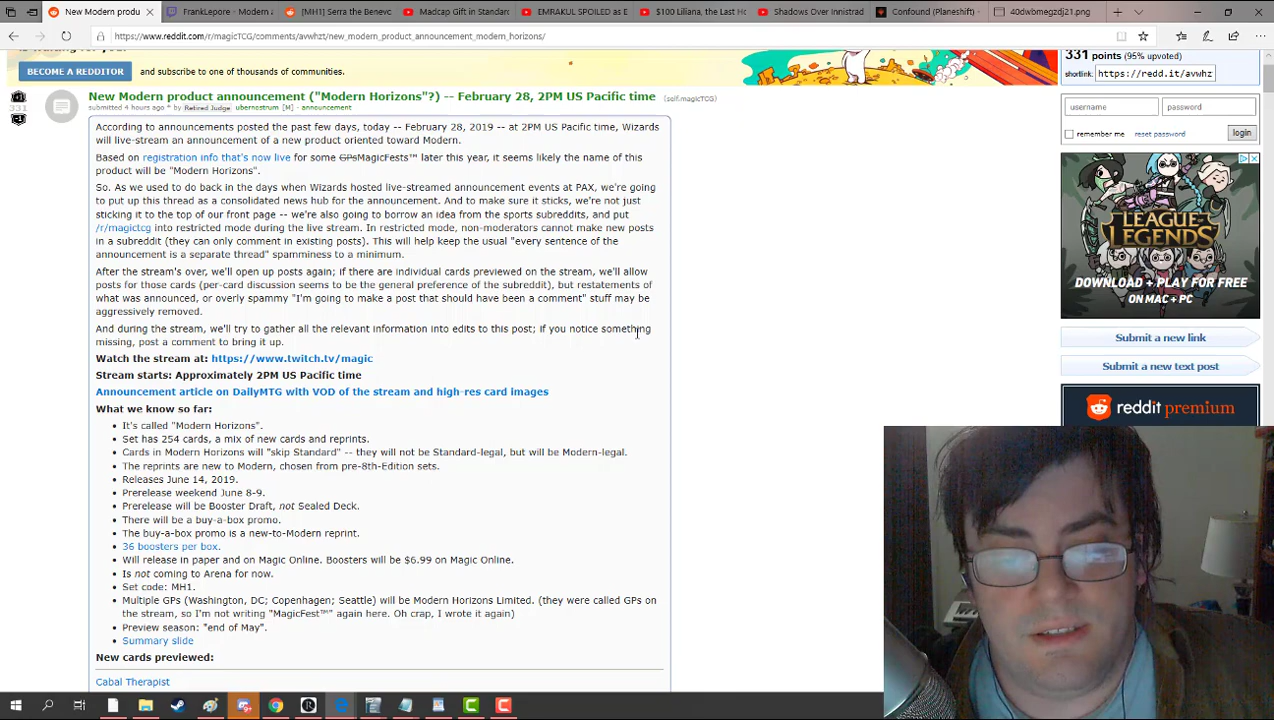 New Modern produ
FrankLepore - Modern
[MH1] Serra the Benevo
Madcap Gift in Standar
EMRAKUL SPOILED as E
$100 Liliana, the Last Ho
Shadows Over Innistrad
Confound (Planeshift) -
40dwbmegzdj21.png
https://www.reddit.com/r/magicTCG/comments/avwhzt/new_modern_product_announcement_modern_horizons/
BECOME A REDDITOR
and subscribe to one of thousands of communities.
331 points (95% upvoted)
shortlink: https://redd.it/avwhz
username
password
remember me
reset password
login
331
New Modern product announcement ("Modern Horizons"?) -- February 28, 2PM US Pacific time (self.magicTCG)
submitted 4 hours ago * by Retired Judge ubernostrum [M] - announcement
According to announcements posted the past few days, today -- February 28, 2019 -- at 2PM US Pacific time, Wizards
will live-stream an announcement of a new product oriented toward Modern.
Based on registration info that's now live for some GPsMagicFests™ later this year, it seems likely the name of this
product will be "Modern Horizons".
So. As we used to do back in the days when Wizards hosted live-streamed announcement events at PAX, we're going
to put up this thread as a consolidated news hub for the announcement. And to make sure it sticks, we're not just
sticking it to the top of our front page -- we're also going to borrow an idea from the sports subreddits, and put
/r/magictcg into restricted mode during the live stream. In restricted mode, non-moderators cannot make new posts
in a subreddit (they can only comment in existing posts). This will help keep the usual "every sentence of the
announcement is a separate thread" spamminess to a minimum.
After the stream's over, we'll open up posts again; if there are individual cards previewed on the stream, we'll allow
posts for those cards (per-card discussion seems to be the general preference of the subreddit), but restatements of
what was announced, or overly spammy "I'm going to make a post that should have been a comment" stuff may be
aggressively removed.
And during the stream, we'll try to gather all the relevant information into edits to this post; if you notice something
missing, post a comment to bring it up.
Watch the stream at: https://www.twitch.tv/magic
Stream starts: Approximately 2PM US Pacific time
Announcement article on DailyMTG with VOD of the stream and high-res card images
What we know so far:
It's called "Modern Horizons".
Set has 254 cards, a mix of new cards and reprints.
Cards in Modern Horizons will "skip Standard" -- they will not be Standard-legal, but will be Modern-legal.
The reprints are new to Modern, chosen from pre-8th-Edition sets.
Releases June 14, 2019.
Prerelease weekend June 8-9.
Prerelease will be Booster Draft, not Sealed Deck.
There will be a buy-a-box promo.
The buy-a-box promo is a new-to-Modern reprint.
36 boosters per box.
Will release in paper and on Magic Online. Boosters will be $6.99 on Magic Online.
Is not coming to Arena for now.
Set code: MH1.
Multiple GPs (Washington, DC; Copenhagen; Seattle) will be Modern Horizons Limited. (they were called GPs on
the stream, so I'm not writing "MagicFest™" again here. Oh crap, I wrote it again)
Preview season: "end of May".
Summary slide
New cards previewed:
Cabal Therapist
LEAGUE of LEGENDS
DOWNLOAD + PLAY FOR FREE
ON MAC + PC
Submit a new link
Submit a new text post
reddit premium